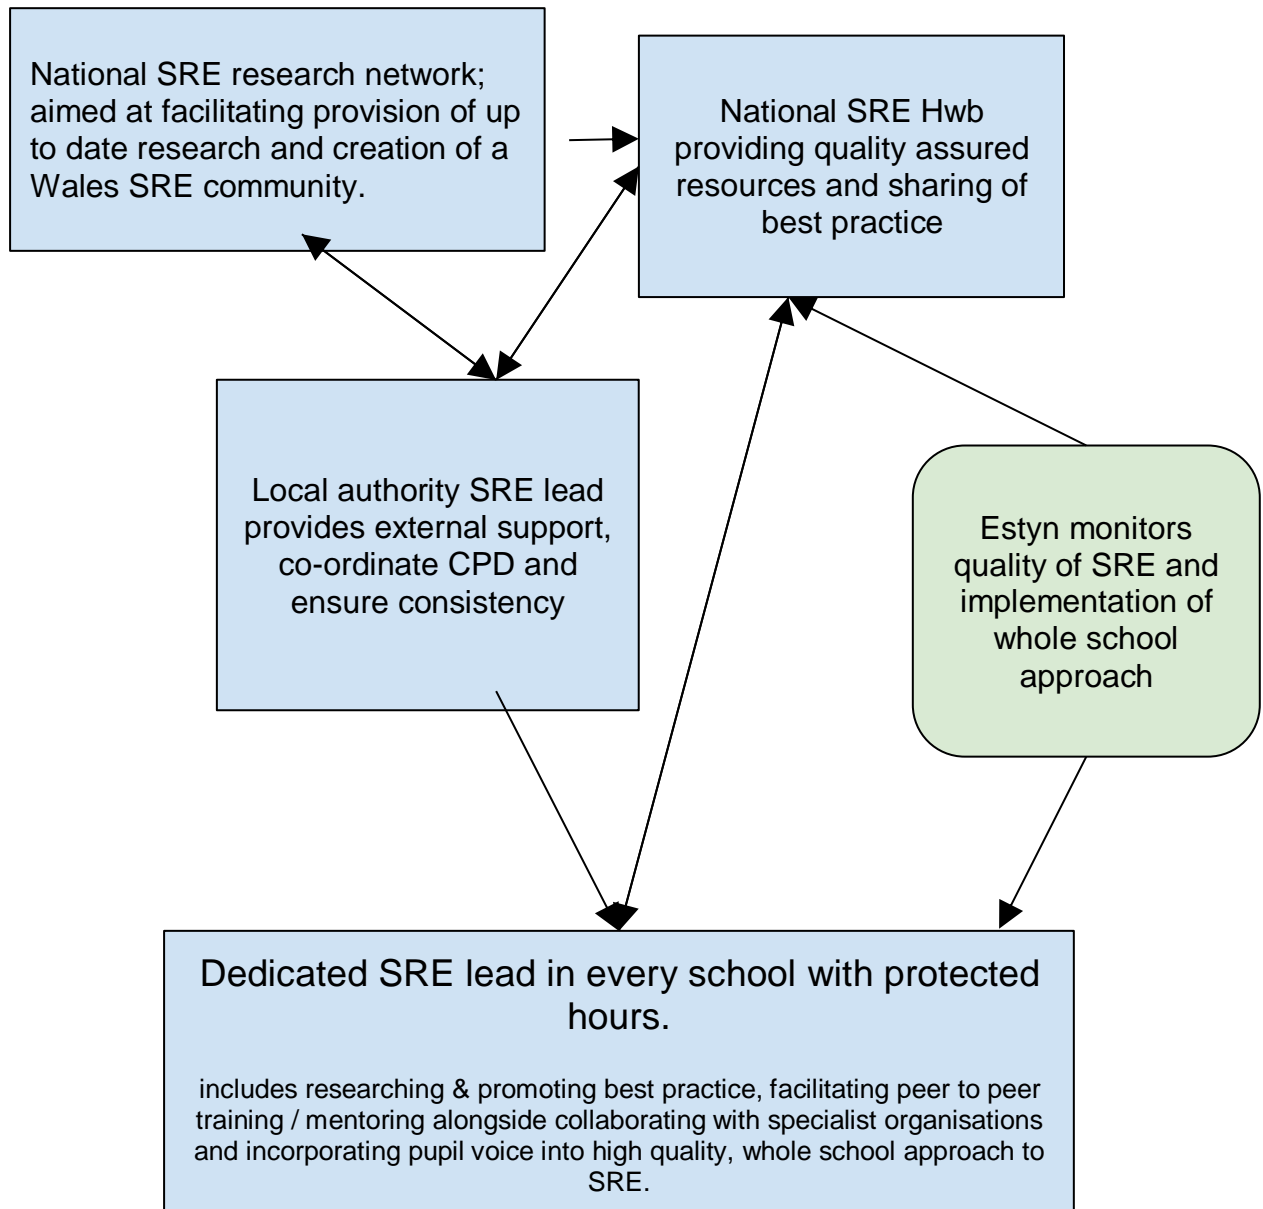 National SRE research network;
aimed at facilitating provision of up
to date research and creation of a
Wales SRE community.
National SRE Hwb
providing quality assured
resources and sharing of
best practice
Local authority SRE lead
provides external support,
co-ordinate CPD and
ensure consistency
Estyn monitors
quality of SRE and
implementation of
whole school
approach
Dedicated SRE lead in every school with protected
hours.
includes researching & promoting best practice, facilitating peer to peer
training / mentoring alongside collaborating with specialist organisations
and incorporating pupil voice into high quality, whole school approach to
SRE.